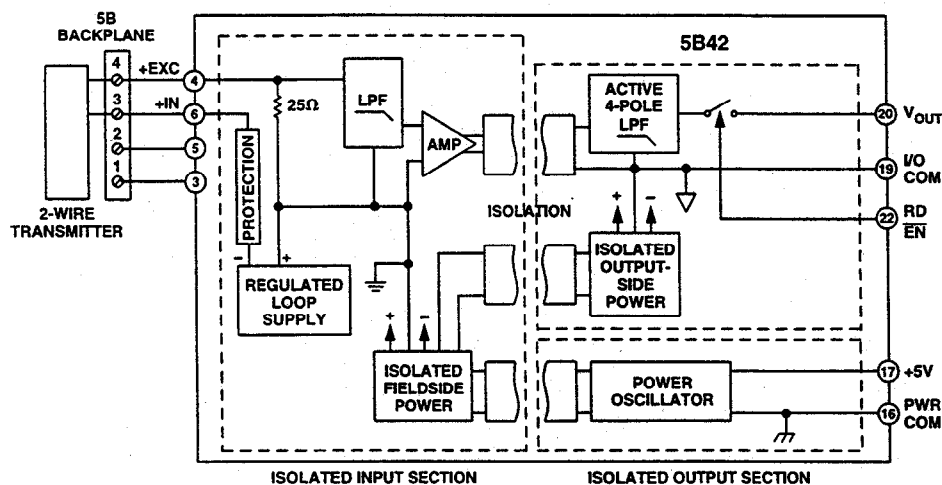 5B
BACKPLANE
5B42
4
+EXC
4
3
+IN
6
2
5
1
3
2-WIRE
TRANSMITTER
25Ω
LPF
AMP
PROTECTION
-
+
REGULATED
LOOP
SUPPLY
+
-
ISOLATED
FIELDSIDE
POWER
ISOLATION
ACTIVE
4-POLE
LPF
+
-
ISOLATED
OUTPUT-
SIDE
POWER
POWER
OSCILLATOR
20
VOUT
19
I/O
COM
22
RD
EN
17
+5V
16
PWR
COM
ISOLATED INPUT SECTION
ISOLATED OUTPUT SECTION